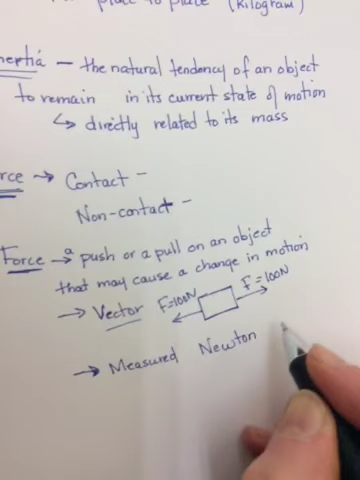 place to place (Kilogram)
nertia – the natural tendency of an object
to remain in its current state of motion
↳ directly related to its mass
rce → Contact –
Non-contact –
Force → a push or a pull on an object
that may cause a change in motion
→ Vector F=100N F=100N
→ Measured Newton